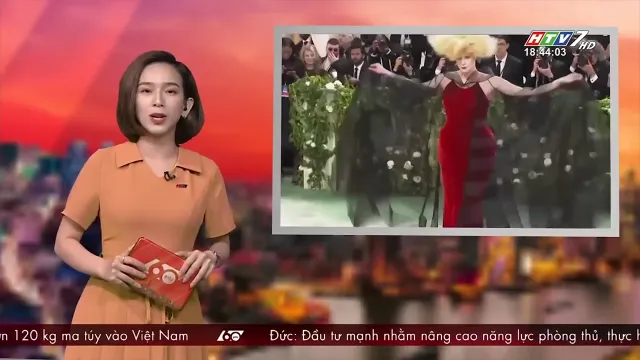 HTV7 HD
18:44:03
n 120 kg ma túy vào Việt Nam 60 Đức: Đầu tư mạnh nhằm nâng cao năng lực phòng thủ, thực h